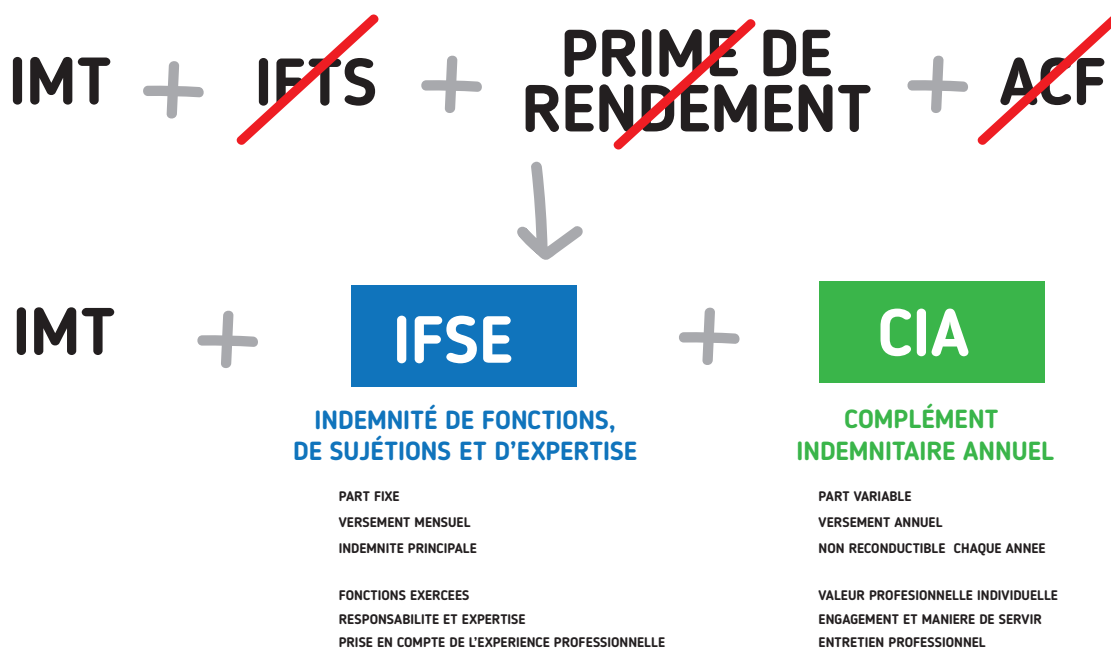 IMT + IFTS + PRIME DE RENDEMENT + ACF
IMT + IFSE + CIA
INDEMNITÉ DE FONCTIONS,
DE SUJÉTIONS ET D'EXPERTISE
PART FIXE
VERSEMENT MENSUEL
INDEMNITE PRINCIPALE
FONCTIONS EXERCEES
RESPONSABILITE ET EXPERTISE
PRISE EN COMPTE DE L'EXPERIENCE PROFESSIONNELLE
COMPLÉMENT
INDEMNITAIRE ANNUEL
PART VARIABLE
VERSEMENT ANNUEL
NON RECONDUCTIBLE CHAQUE ANNEE
VALEUR PROFESIONNELLE INDIVIDUELLE
ENGAGEMENT ET MANIERE DE SERVIR
ENTRETIEN PROFESSIONNEL